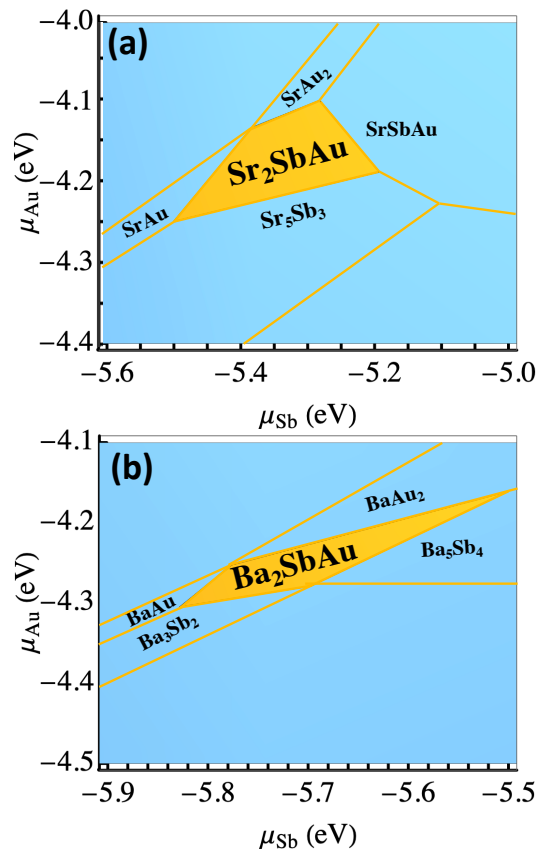 (a)
−4.0
−4.1
−4.2
−4.3
−4.4
μAu (eV)
SrAu₂
SrSbAu
Sr₂SbAu
SrAu
Sr₅Sb₃
−5.6 −5.4 −5.2 −5.0
μSb (eV)
(b)
−4.1
−4.2
−4.3
−4.4
−4.5
μAu (eV)
BaAu₂
Ba₅Sb₄
Ba₂SbAu
BaAu
Ba₃Sb₂
−5.9 −5.8 −5.7 −5.6 −5.5
μSb (eV)